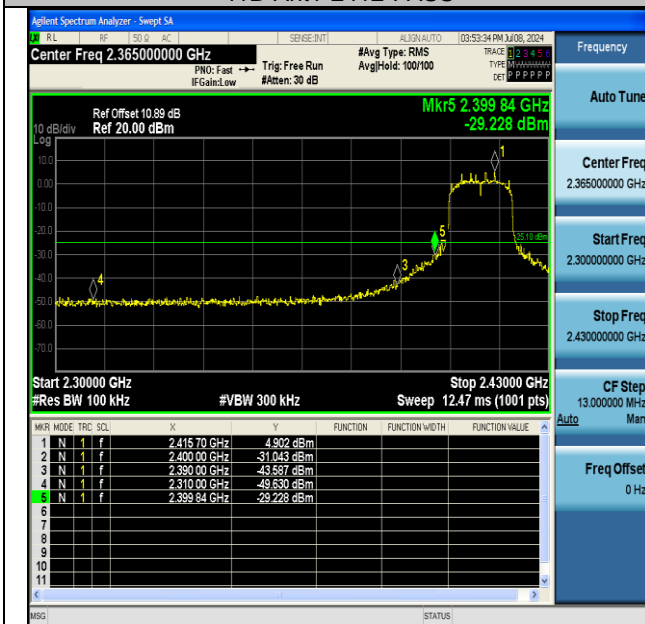 Agilent Spectrum Analyzer - Swept SA
RL RF 50 Ω AC SENSE:INT ALIGN AUTO 03:53:34 PM Jul 08, 2024
Center Freq 2.365000000 GHz
PNO: Fast
IFGain:Low
Trig: Free Run
#Atten: 30 dB
#Avg Type: RMS
Avg|Hold: 100/100
TRACE 1 2 3 4 5 6
TYPE M
DET P P P P P P
Frequency
Auto Tune
Center Freq
2.365000000 GHz
Start Freq
2.300000000 GHz
Stop Freq
2.430000000 GHz
CF Step
13.000000 MHz
Auto Man
Freq Offset
0 Hz
Mkr5 2.399 84 GHz
-29.228 dBm
Ref Offset 10.89 dB
10 dB/div Ref 20.00 dBm
Log
10.0
0.00
-10.0
-20.0
-30.0
-40.0
-50.0
-60.0
-70.0
1
5
3
4
-25.10 dBm
Start 2.30000 GHz Stop 2.43000 GHz
#Res BW 100 kHz #VBW 300 kHz Sweep 12.47 ms (1001 pts)
MKR MODE TRC SCL X Y FUNCTION FUNCTION WIDTH FUNCTION VALUE
1 N 1 f 2.415 70 GHz 4.902 dBm
2 N 1 f 2.400 00 GHz -31.043 dBm
3 N 1 f 2.390 00 GHz -43.587 dBm
4 N 1 f 2.310 00 GHz -49.630 dBm
5 N 1 f 2.399 84 GHz -29.228 dBm
6
7
8
9
10
11
MSG STATUS